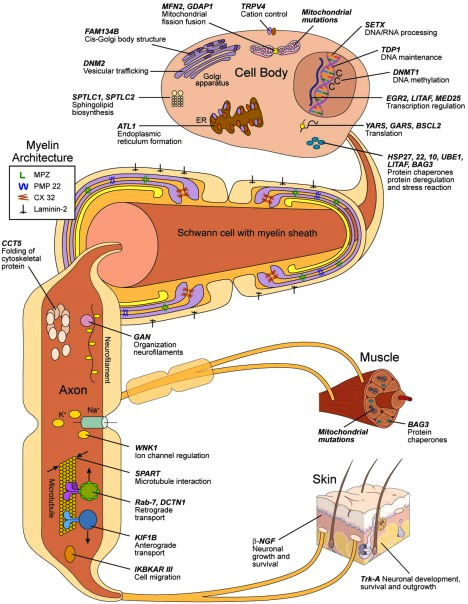 MFN2, GDAP1
Mitochondrial
fission fusion
TRPV4
Cation control
Mitochondrial
mutations
FAM134B
Cis-Golgi body structure
SETX
DNA/RNA processing
TDP1
DNA maintenance
DNM2
Vesicular trafficking
Golgi
apparatus
Cell Body
C
C
C
DNMT1
DNA methylation
SPTLC1, SPTLC2
Sphingolipid
biosynthesis
EGR2, LITAF, MED25
Transcription regulation
ER
ATL1
Endoplasmic
reticulum formation
YARS, GARS, BSCL2
Translation
HSP27, 22, 10, UBE1,
LITAF, BAG3
Protein chaperones
protein deregulation
and stress reaction
Myelin
Architecture
MPZ
PMP 22
CX 32
Laminin-2
Schwann cell with myelin sheath
CCT5
Folding of
cytoskeletal
protein
GAN
Organization
neurofilaments
Neurofilament
Axon
Muscle
K+
Na+
BAG3
Protein
chaperones
Mitochondrial
mutations
WNK1
Ion channel regulation
SPART
Microtubule interaction
Microtubule
Rab-7, DCTN1
Retrograde
transport
Skin
KIF1B
Anterograde
transport
β-NGF
Neuronal
growth and
survival
IKBKAR III
Cell migration
Trk-A Neuronal development,
survival and outgrowth